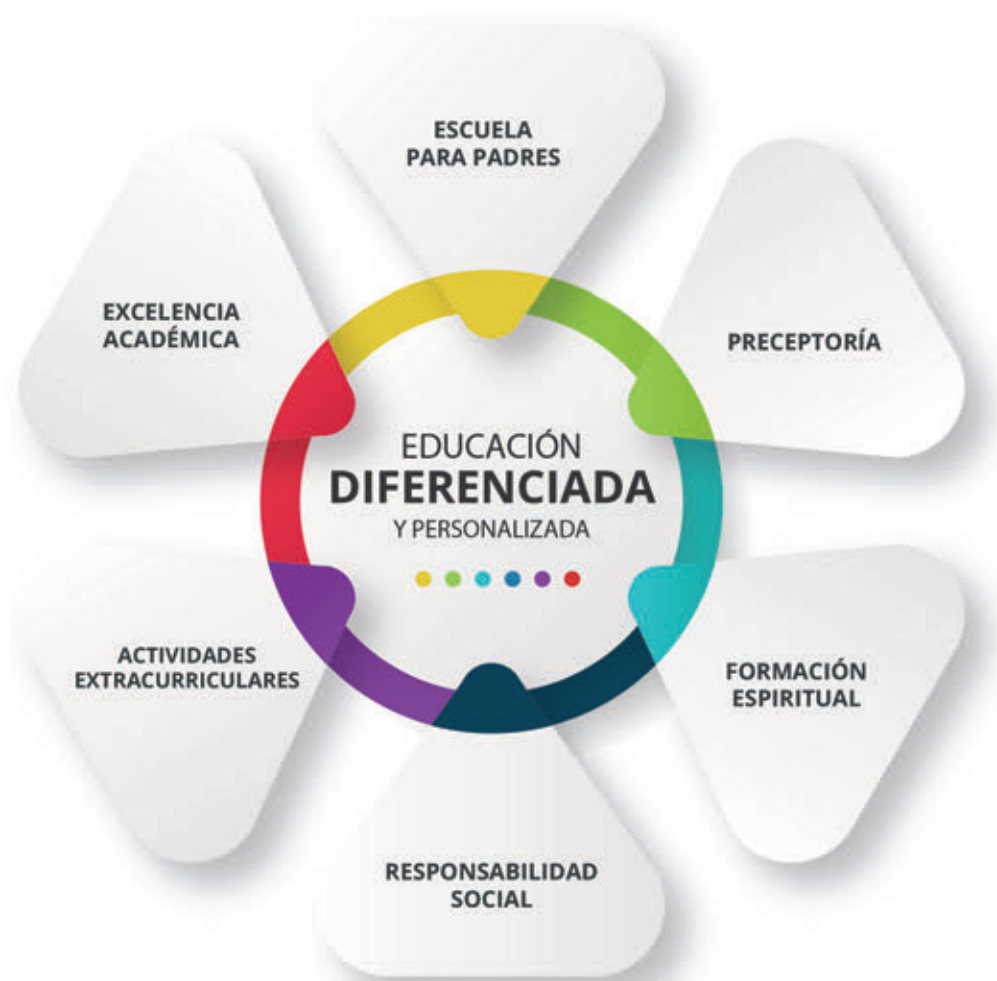 ESCUELA
PARA PADRES
PRECEPTORÍA
FORMACIÓN
ESPIRITUAL
RESPONSABILIDAD
SOCIAL
ACTIVIDADES
EXTRACURRICULARES
EXCELENCIA
ACADÉMICA
EDUCACIÓN
DIFERENCIADA
Y PERSONALIZADA